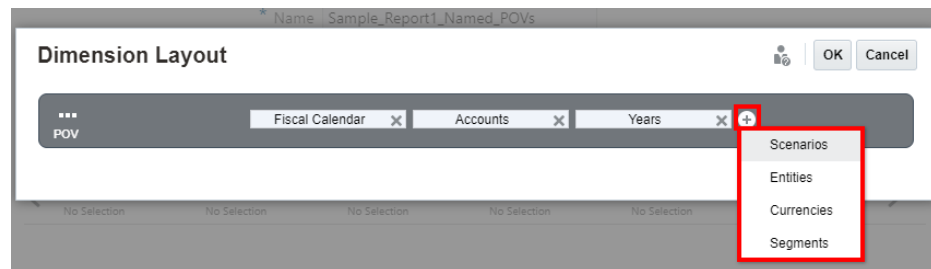 * Name Sample_Report1_Named_POVs
Dimension Layout
OK Cancel
POV
Fiscal Calendar Accounts Years
Scenarios
Entities
Currencies
Segments
No Selection No Selection No Selection No Selection No Selection